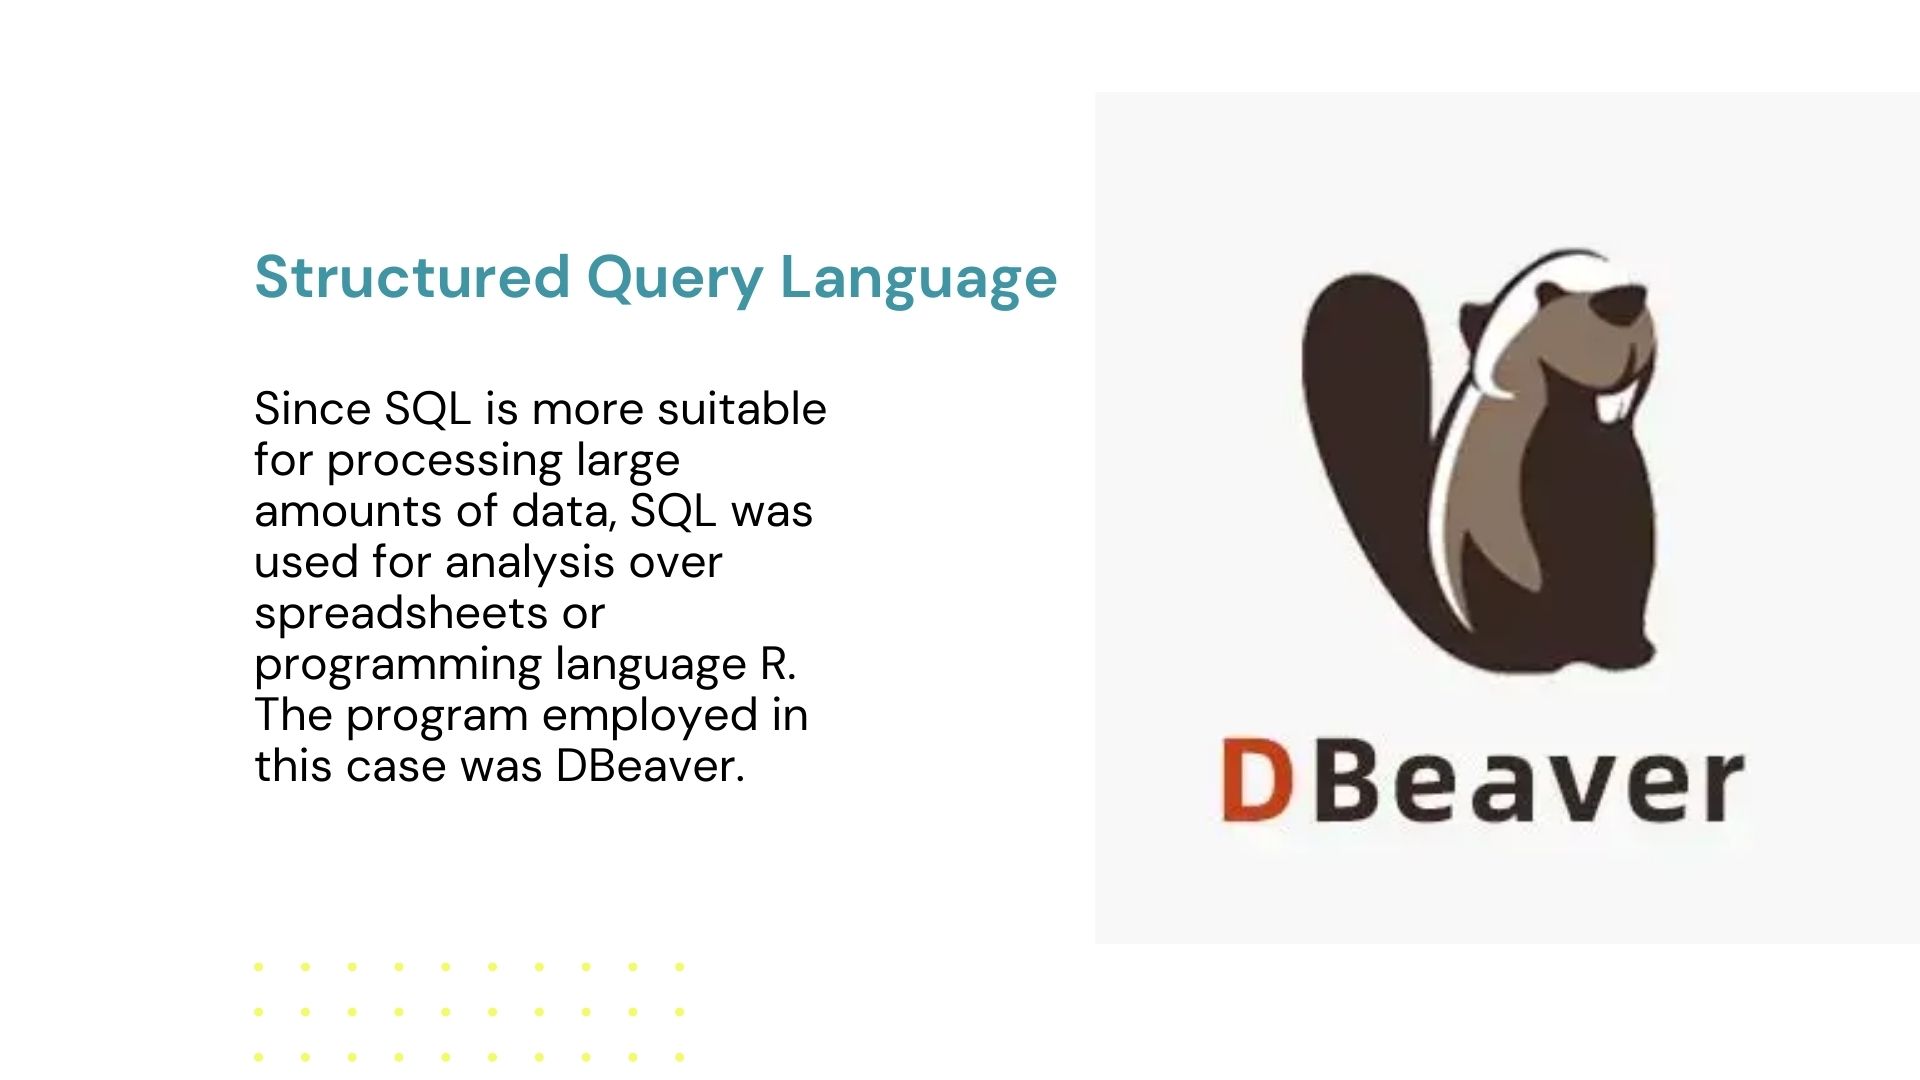 Structured Query Language
Since SQL is more suitable
for processing large
amounts of data, SQL was
used for analysis over
spreadsheets or
programming language R.
The program employed in
this case was DBeaver.
DBeaver